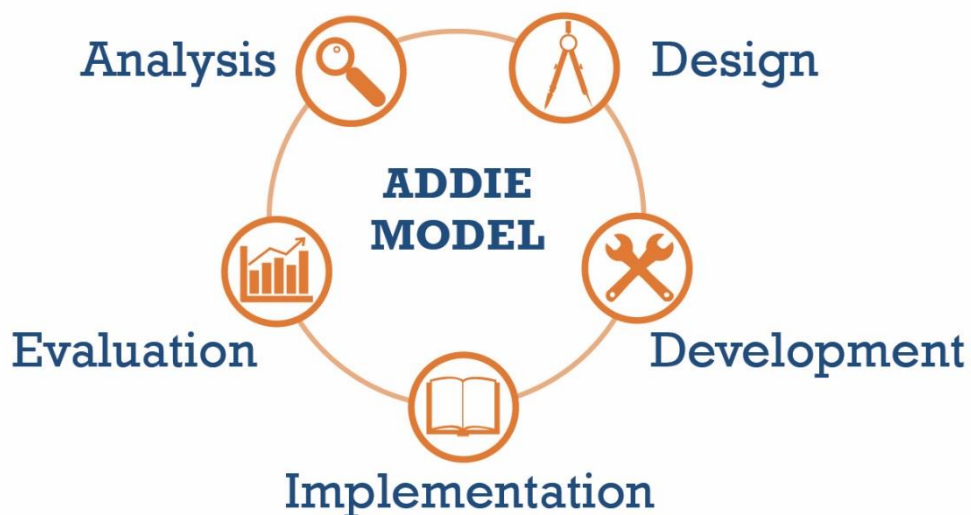 Analysis
Design
ADDIE
MODEL
Evaluation
Development
Implementation